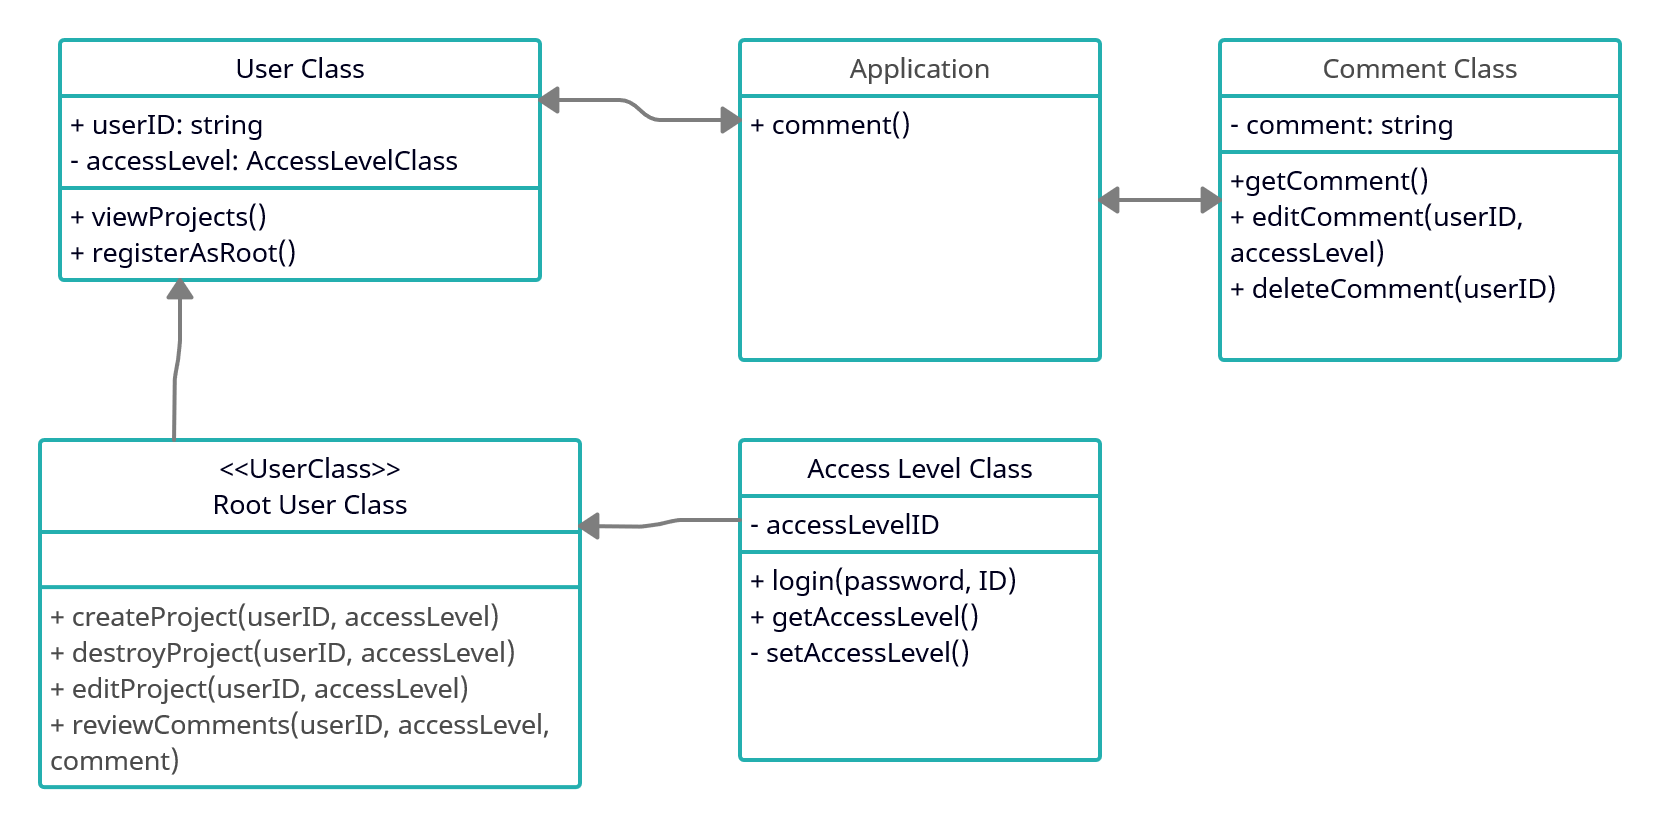 User Class
+ userID: string
- accessLevel: AccessLevelClass
+ viewProjects()
+ registerAsRoot()
Application
+ comment()
Comment Class
- comment: string
+getComment()
+ editComment(userID,
accessLevel)
+ deleteComment(userID)
<<UserClass>>
Root User Class
+ createProject(userID, accessLevel)
+ destroyProject(userID, accessLevel)
+ editProject(userID, accessLevel)
+ reviewComments(userID, accessLevel,
comment)
Access Level Class
- accessLevelID
+ login(password, ID)
+ getAccessLevel()
- setAccessLevel()